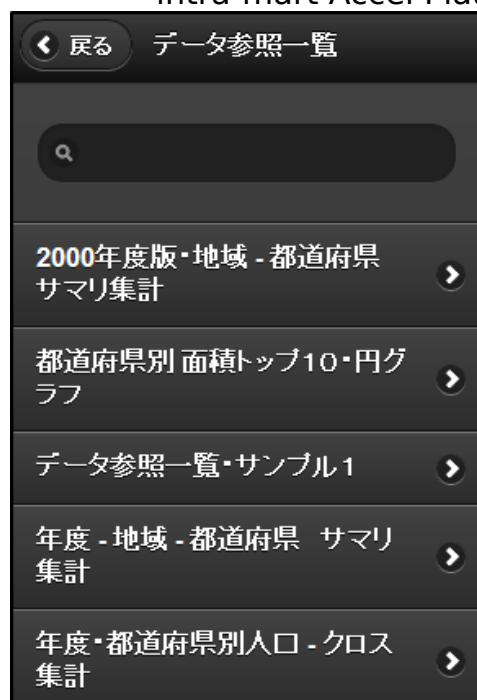 戻る データ参照一覧
2000年度版・地域 - 都道府県
サマリ集計
都道府県別 面積トップ10・円グ
ラフ
データ参照一覧・サンプル1
年度 - 地域 - 都道府県 サマリ
集計
年度・都道府県別人口 - クロス
集計